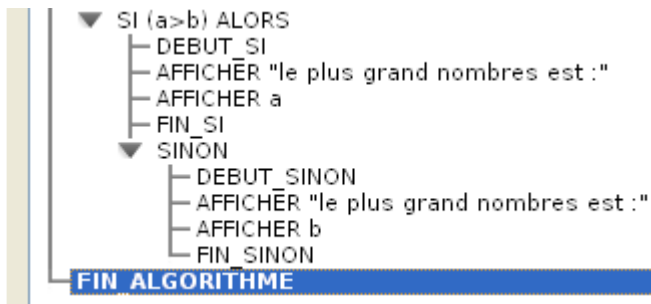 SI (a>b) ALORS
DEBUT_SI
AFFICHER "le plus grand nombres est :"
AFFICHER a
FIN_SI
SINON
DEBUT_SINON
AFFICHER "le plus grand nombres est :"
AFFICHER b
FIN_SINON
FIN_ALGORITHME